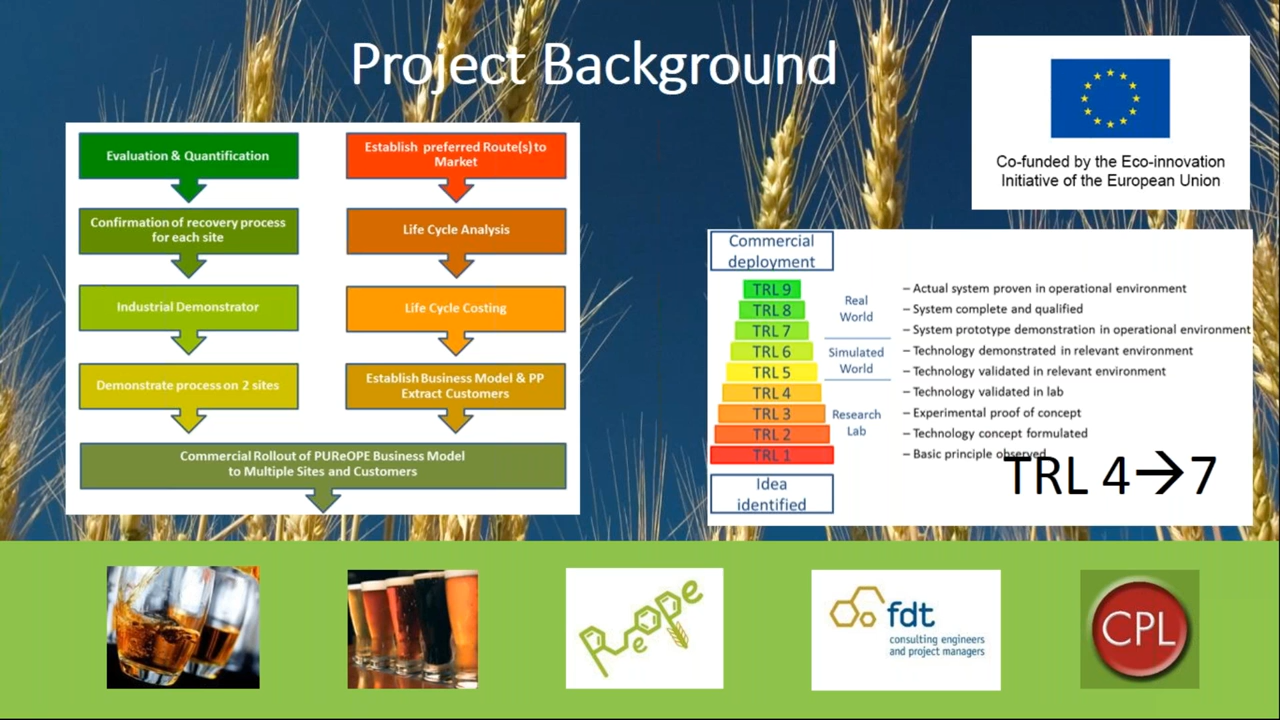 Project Background
Evaluation & Quantification
Confirmation of recovery process
for each site
Industrial Demonstrator
Demonstrate process on 2 sites
Establish preferred Route(s) to
Market
Life Cycle Analysis
Life Cycle Costing
Establish Business Model & PP
Extract Customers
Commercial Rollout of PUReOPE Business Model
to Multiple Sites and Customers
Co-funded by the Eco-innovation
Initiative of the European Union
Commercial
deployment
TRL 9
TRL 8
TRL 7
TRL 6
TRL 5
TRL 4
TRL 3
TRL 2
TRL 1
Idea
identified
Real
World
Simulated
World
Research
Lab
– Actual system proven in operational environment
– System complete and qualified
– System prototype demonstration in operational environment
– Technology demonstrated in relevant environment
– Technology validated in relevant environment
– Technology validated in lab
– Experimental proof of concept
– Technology concept formulated
– Basic principle observed
TRL 4→7
PUReOPE
fdt
consulting engineers
and project managers
CPL